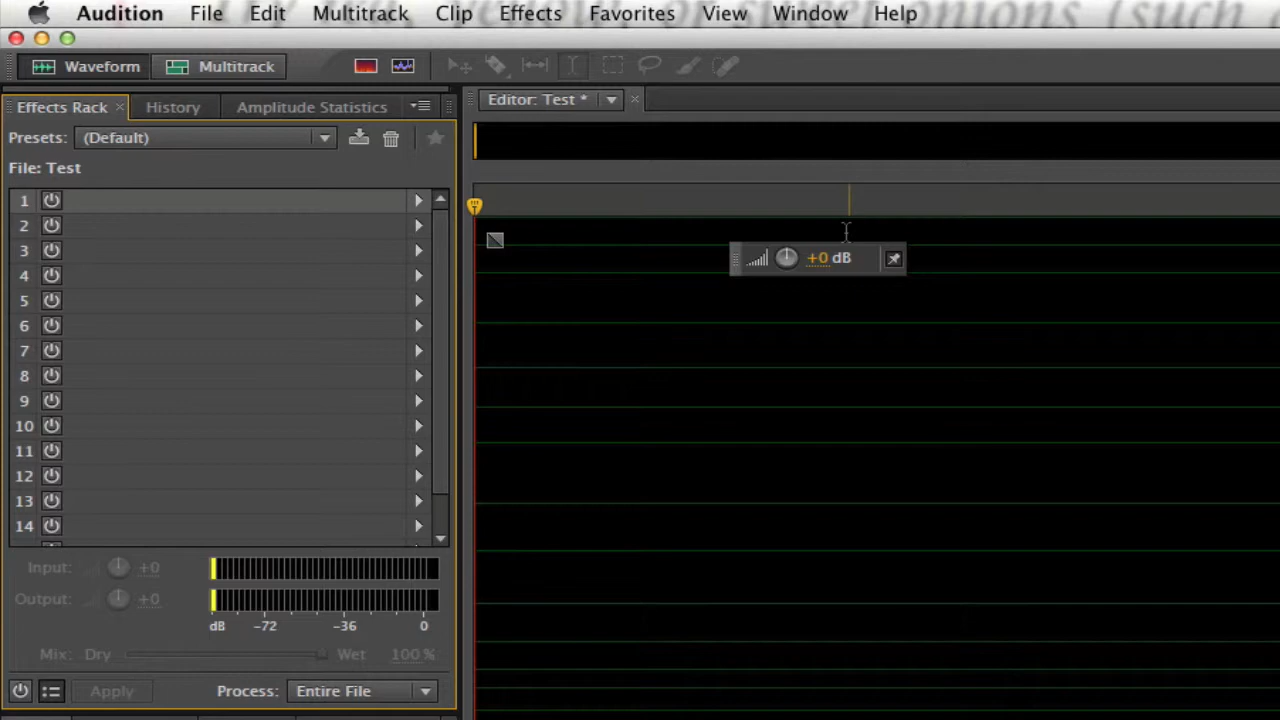 Audition File Edit Multitrack Clip Effects Favorites View Window Help
Waveform Multitrack
Effects Rack History Amplitude Statistics
Editor: Test *
Presets: (Default)
File: Test
1
2
3
+0 dB
4
5
6
7
8
9
10
11
12
13
14
Input: +0
Output: +0
dB -72 -36 0
Mix: Dry Wet 100 %
Apply Process: Entire File